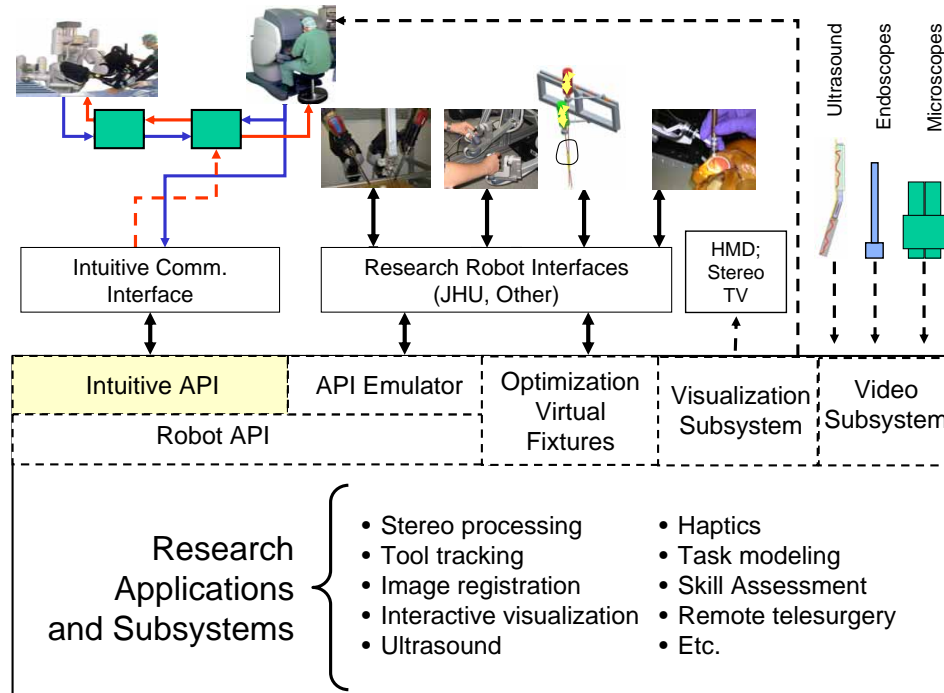 Ultrasound
Endoscopes
Microscopes
Intuitive Comm.
Interface
Research Robot Interfaces
(JHU, Other)
HMD;
Stereo
TV
Intuitive API
API Emulator
Robot API
Optimization
Virtual
Fixtures
Visualization
Subsystem
Video
Subsystem
Research
Applications
and Subsystems
• Stereo processing
• Tool tracking
• Image registration
• Interactive visualization
• Ultrasound
• Haptics
• Task modeling
• Skill Assessment
• Remote telesurgery
• Etc.